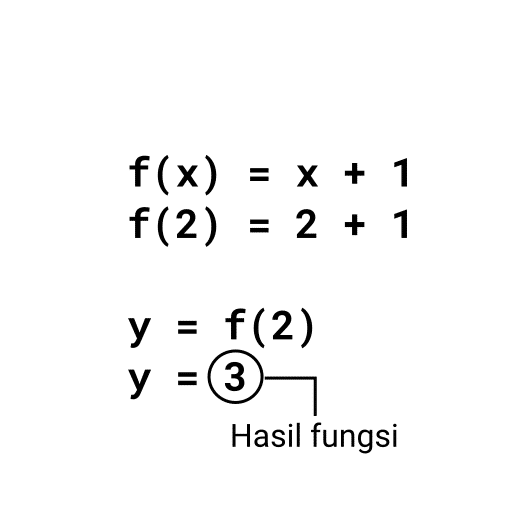 f(x) = x + 1
f(2) = 2 + 1
y = f(2)
y = 3
Hasil fungsi